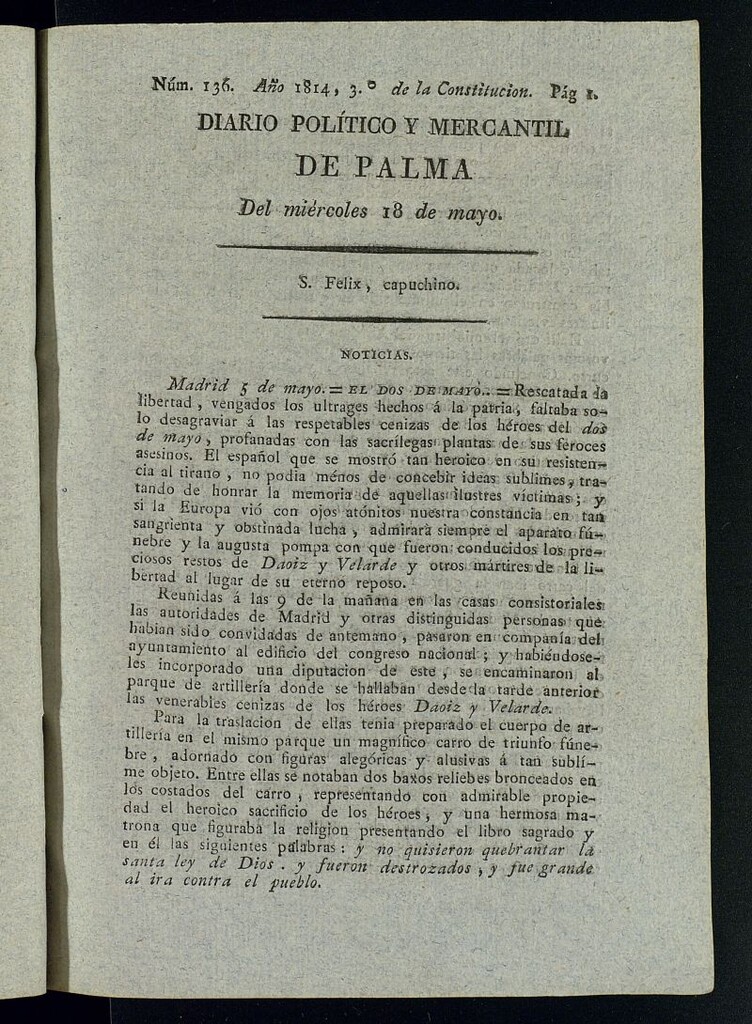 Núm. 136. Año 1814, 3.º de la Constitucion. Pág 1.
DIARIO POLÍTICO Y MERCANTIL
DE PALMA
Del miércoles 18 de mayo.
S. Felix, capuchino.
NOTICIAS.
Madrid 5 de mayo. = EL DOS DE MAYO.. = Rescatada la
libertad, vengados los ultrages hechos á la patria, faltaba so-
lo desagraviar á las respetables cenizas de los héroes del dos
de mayo, profanadas con las sacrílegas plantas de sus feroces
asesinos. El español que se mostró tan heroico en su resisten-
cia al tirano, no podia ménos de concebir ideas sublimes, tra-
tando de honrar la memoria de aquellas ilustres víctimas; y
si la Europa vió con ojos atónitos nuestra constancia en tan
sangrienta y obstinada lucha, admirará siempre el aparato fú-
nebre y la augusta pompa con que fueron conducidos los pre-
ciosos restos de Daoiz y Velarde y otros mártires de la li-
bertad al lugar de su eterno reposo.
Reunidas á las 9 de la mañana en las casas consistoriales
las autoridades de Madrid y otras distinguidas personas que
habian sido convidadas de antemano, pasaron en compañía del
ayuntamiento al edificio del congreso nacional; y habiéndose-
les incorporado una diputacion de este, se encaminaron al
parque de artillería donde se hallaban desde la tarde anterior
las venerables cenizas de los héroes Daoiz y Velarde.
Para la traslacion de ellas tenia preparado el cuerpo de ar-
tillería en el mismo parque un magnífico carro de triunfo fúne-
bre, adornado con figuras alegóricas y alusivas á tan subli-
me objeto. Entre ellas se notaban dos baxos reliebes bronceados en
los costados del carro, representando con admirable propie-
dad el heroico sacrificio de los héroes, y una hermosa ma-
trona que figuraba la religion presentando el libro sagrado y
en él las siguientes palabras: y no quisieron quebrantar la
santa ley de Dios. y fueron destrozados, y fue grande
al ira contra el pueblo.